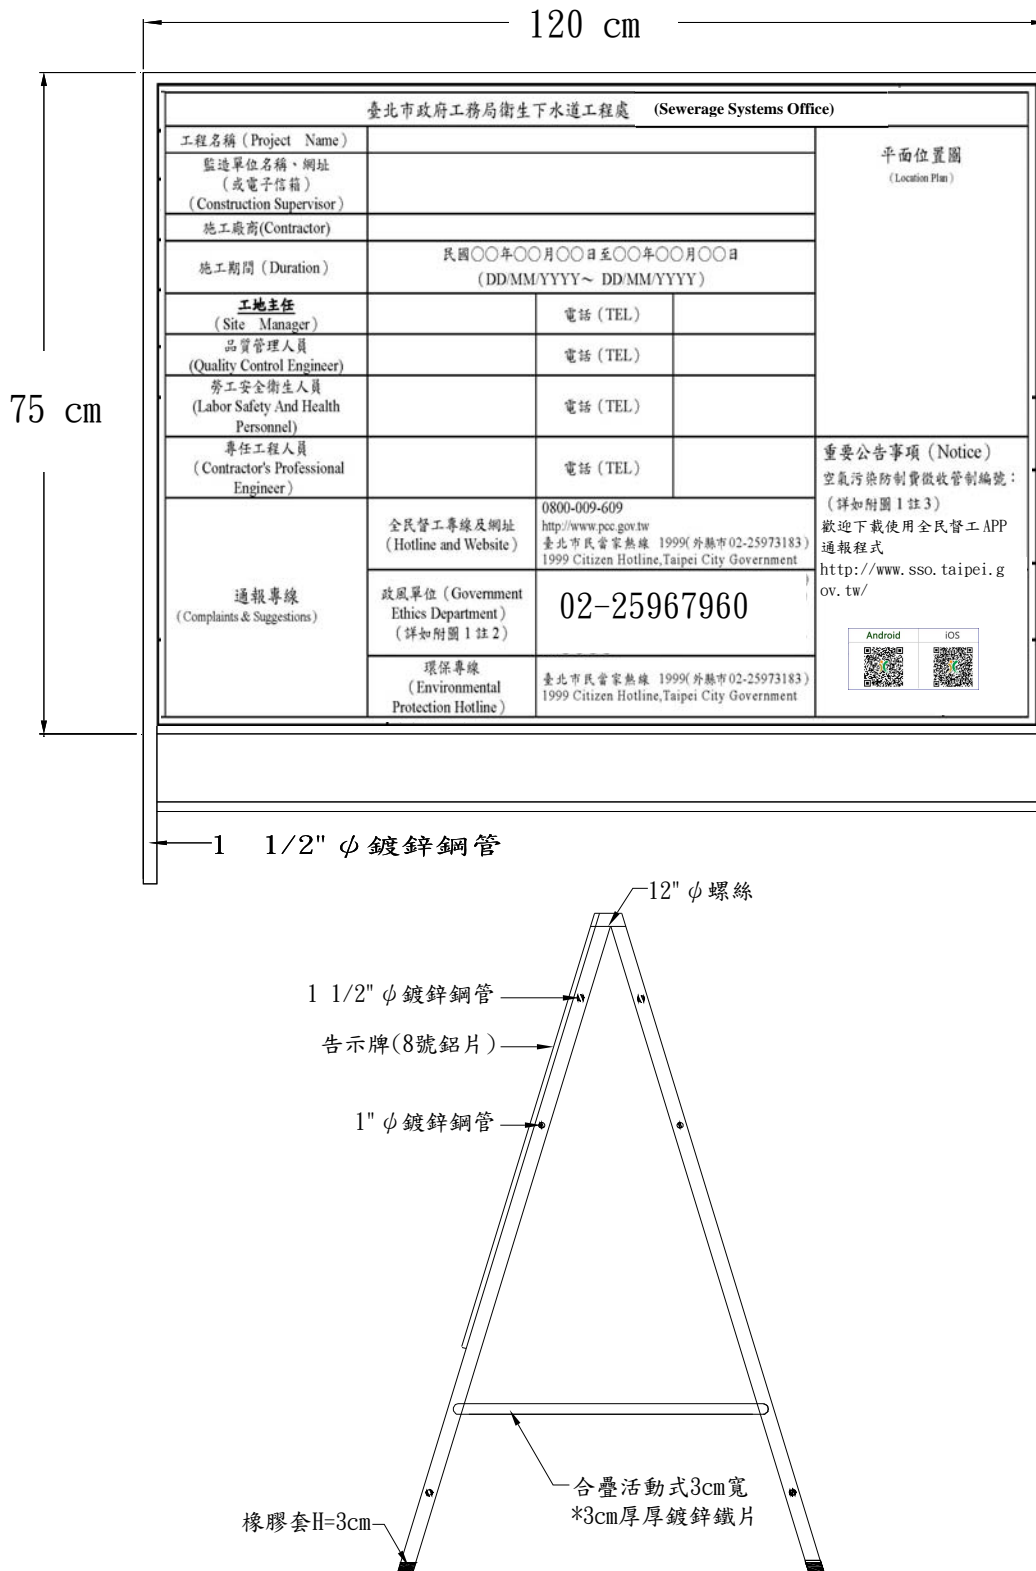 120 cm
75 cm
臺北市政府工務局衛生下水道工程處 (Sewerage Systems Office)
工程名稱 (Project Name)
監造單位名稱、網址
(或電子信箱)
(Construction Supervisor)
施工廠商(Contractor)
施工期間 (Duration)
民國○○年○○月○○日至○○年○○月○○日
(DD/MM/YYYY～ DD/MM/YYYY)
工地主任
(Site Manager)
電話 (TEL)
品質管理人員
(Quality Control Engineer)
電話 (TEL)
勞工安全衛生人員
(Labor Safety And Health
Personnel)
電話 (TEL)
專任工程人員
(Contractor's Professional
Engineer)
電話 (TEL)
通報專線
(Complaints & Suggestions)
全民督工專線及網址
(Hotline and Website)
0800-009-609
http://www.pcc.gov.tw
臺北市民當家熱線 1999(外縣市02-25973183)
1999 Citizen Hotline,Taipei City Government
政風單位 (Government
Ethics Department)
(詳如附圖 1 註 2)
02-25967960
環保專線
(Environmental
Protection Hotline)
臺北市民當家熱線 1999(外縣市02-25973183)
1999 Citizen Hotline,Taipei City Government
平面位置圖
(Location Plan)
重要公告事項 (Notice)
空氣污染防制費徵收管制編號：
(詳如附圖 1 註 3)
歡迎下載使用全民督工 APP
通報程式
http://www.sso.taipei.g
ov.tw/
Android
iOS
1 1/2" φ鍍鋅鋼管
12" φ螺絲
1 1/2" φ鍍鋅鋼管
告示牌(8號鋁片)
1" φ鍍鋅鋼管
合疊活動式3cm寬
*3cm厚厚鍍鋅鐵片
橡膠套H=3cm